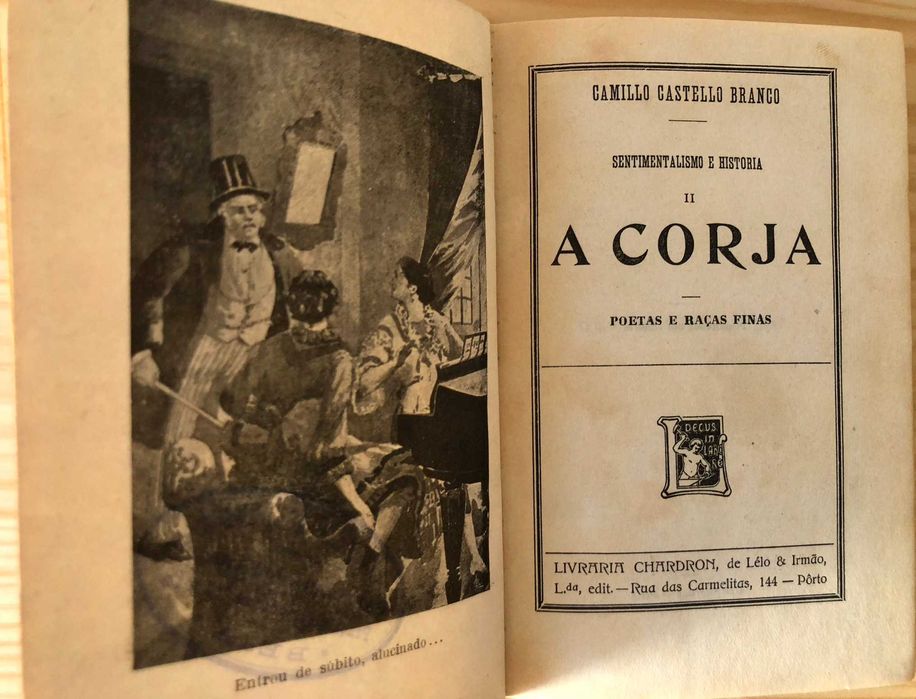 Entrou de súbito, alucinado...
CAMILLO CASTELLO BRANCO
SENTIMENTALISMO E HISTORIA
II
A CORJA
POETAS E RAÇAS FINAS
DECUS
IN
LABORE
LIVRARIA CHARDRON, de Lélo & Irmão,
L.da, edit. — Rua das Carmelitas, 144 — Pôrto